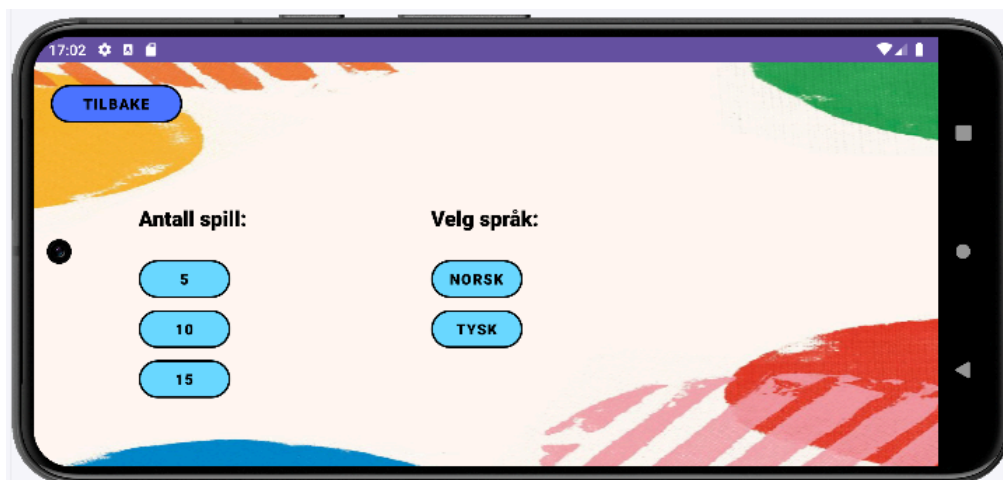 17:02
TILBAKE
Antall spill:
5
10
15
Velg språk:
NORSK
TYSK